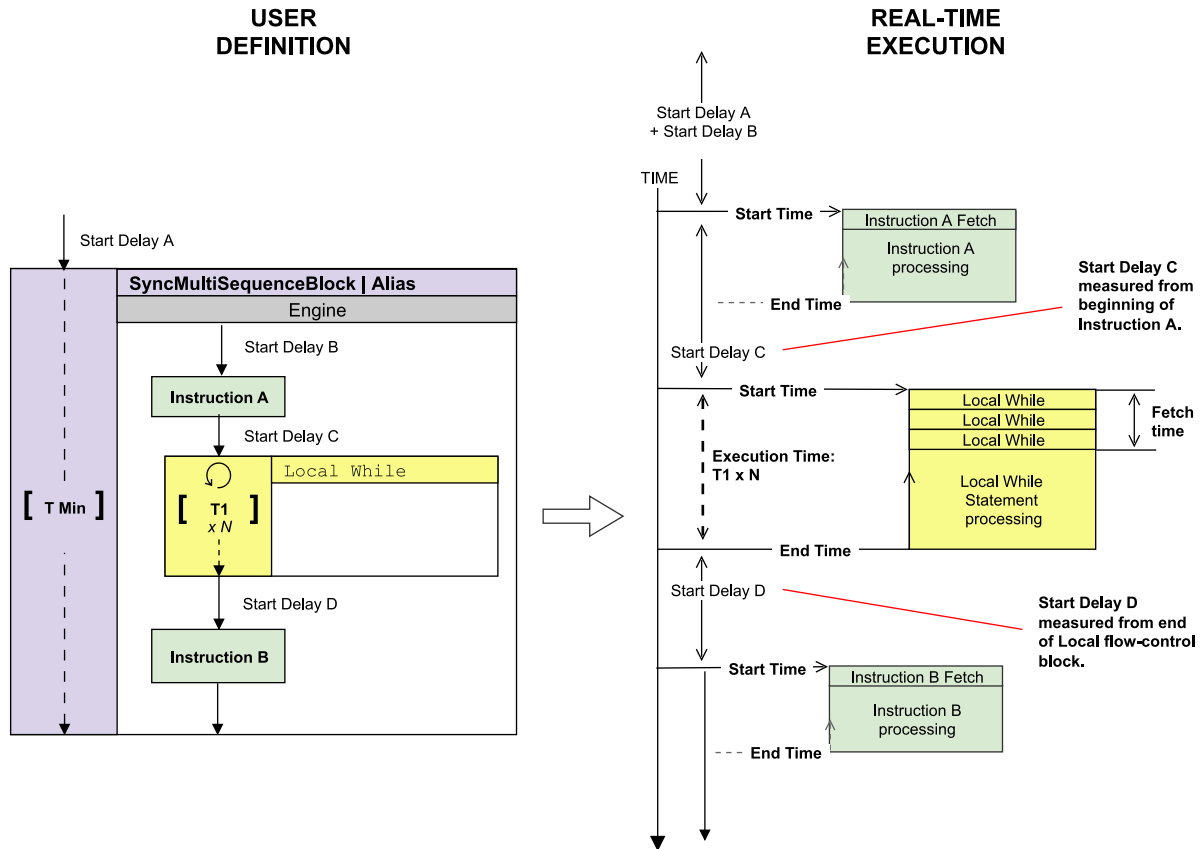 USER
DEFINITION
Start Delay A
SyncMultiSequenceBlock | Alias
Engine
Start Delay B
Instruction A
Start Delay C
Local While
[ T1 ]
x N
[ T Min ]
Start Delay D
Instruction B
REAL-TIME
EXECUTION
Start Delay A
+ Start Delay B
TIME
Start Time
Instruction A Fetch
Instruction A
processing
End Time
Start Delay C
Start Delay C
measured from
beginning of
Instruction A.
Start Time
Local While
Local While
Local While
Fetch
time
Execution Time:
T1 x N
Local While
Statement
processing
End Time
Start Delay D
Start Delay D
measured from end
of Local flow-control
block.
Start Time
Instruction B Fetch
Instruction B
processing
End Time